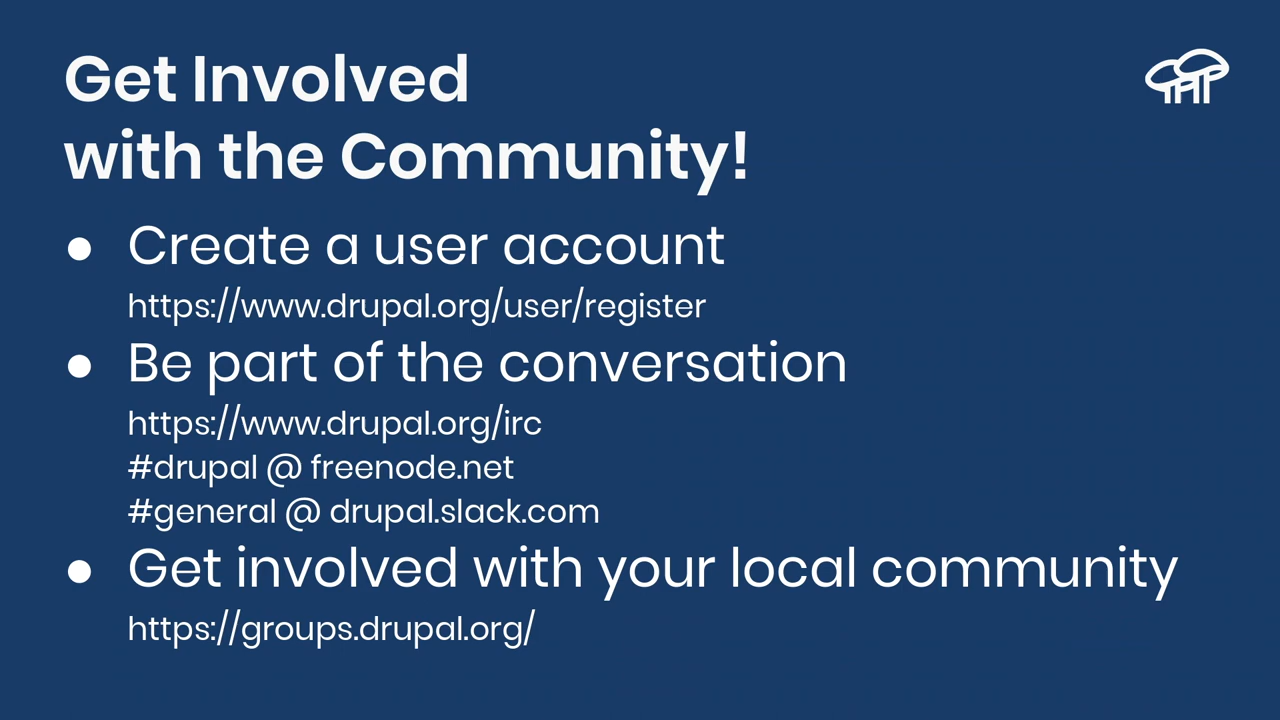 Get Involved
with the Community!
● Create a user account
https://www.drupal.org/user/register
● Be part of the conversation
https://www.drupal.org/irc
#drupal @ freenode.net
#general @ drupal.slack.com
● Get involved with your local community
https://groups.drupal.org/